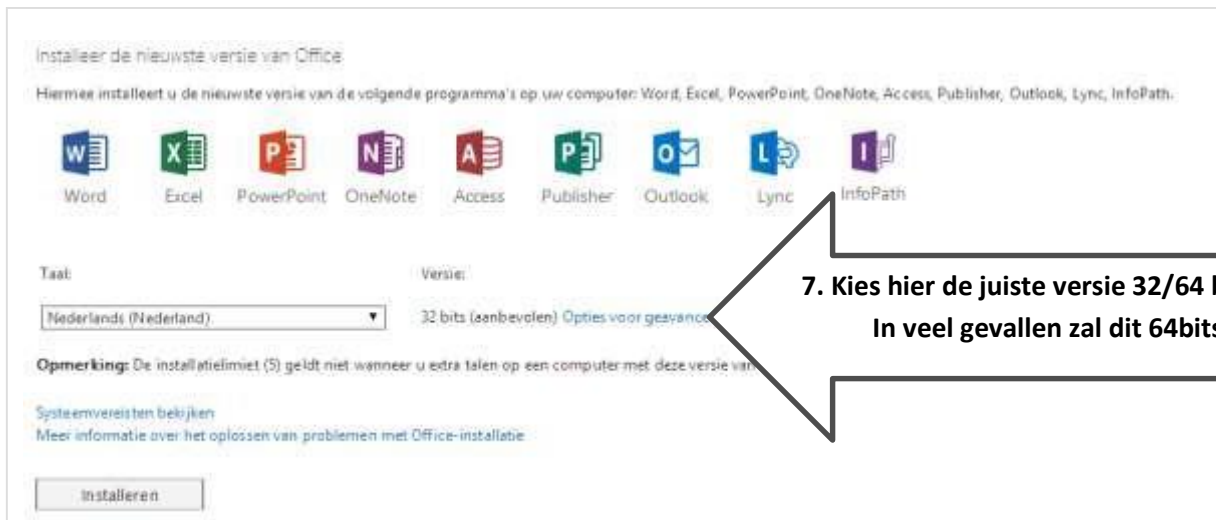 Installeer de nieuwste versie van Office
Hiermee installeert u de nieuwste versie van de volgende programma's op uw computer: Word, Excel, PowerPoint, OneNote, Access, Publisher, Outlook, Lync, InfoPath.
Word Excel PowerPoint OneNote Access Publisher Outlook Lync InfoPath
Taal: Versie:
Nederlands (Nederland) 32 bits (aanbevolen) Opties voor
7. Kies hier de juiste versie 32/64
In veel gevallen zal dit 64bits
Opmerking: De installatielimiet (5) geldt niet wanneer u extra talen op een computer met deze versie
Systeemvereisten bekijken
Meer informatie over het oplossen van problemen met Office-installatie
Installeren